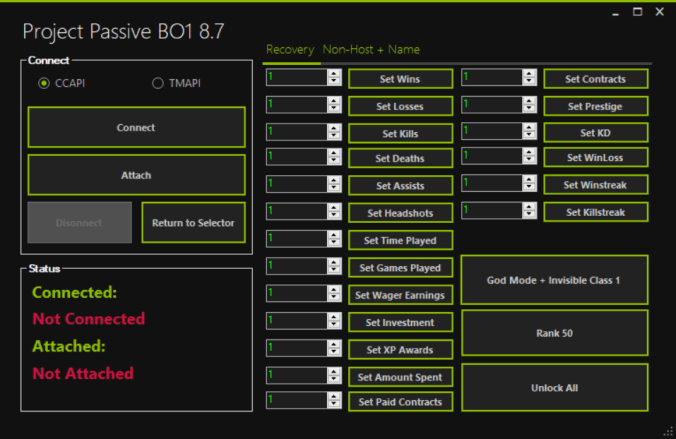 Project Passive BO1 8.7
Connect
CCAPI
TMAPI
Connect
Attach
Disonnect
Return to Selector
Status
Connected:
Not Connected
Attached:
Not Attached
Recovery Non-Host + Name
1 Set Wins 1 Set Contracts
1 Set Losses 1 Set Prestige
1 Set Kills 1 Set KD
1 Set Deaths 1 Set WinLoss
1 Set Assists 1 Set Winstreak
1 Set Headshots 1 Set Killstreak
1 Set Time Played
1 Set Games Played
1 Set Wager Earnings
1 Set Investment
1 Set XP Awards
1 Set Amount Spent
1 Set Paid Contracts
God Mode + Invisible Class 1
Rank 50
Unlock All